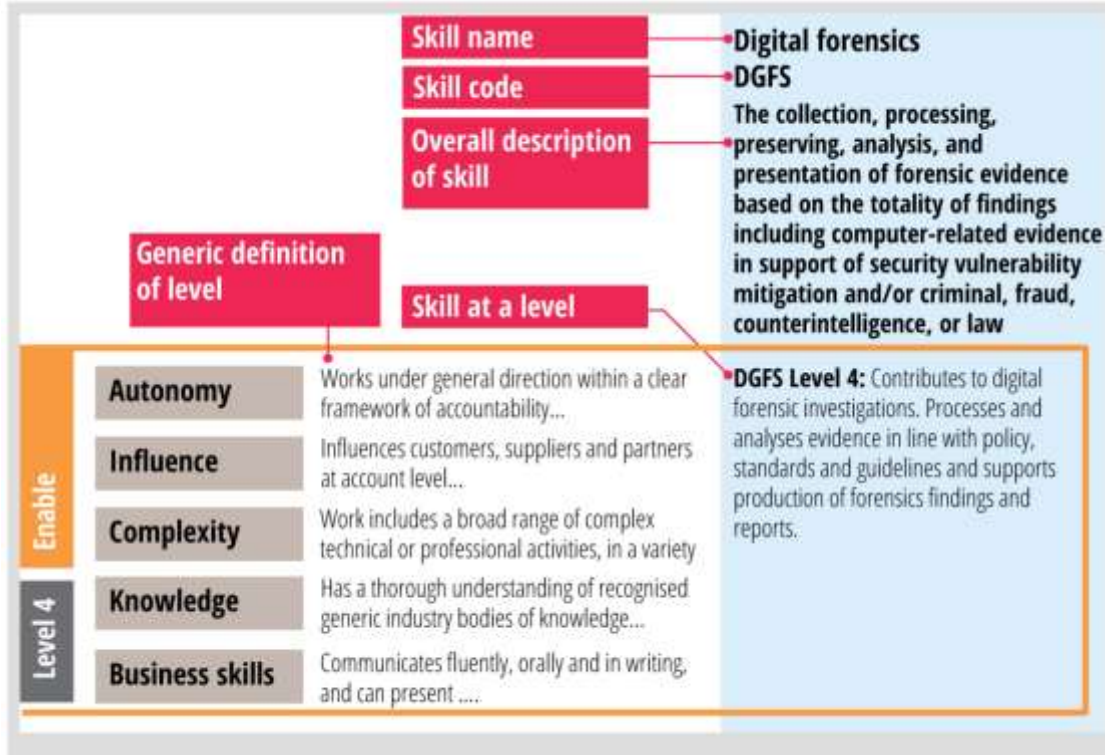 Skill name
Digital forensics
Skill code
DGFS
Overall description
of skill
The collection, processing,
preserving, analysis, and
presentation of forensic evidence
based on the totality of findings
including computer-related evidence
in support of security vulnerability
mitigation and/or criminal, fraud,
counterintelligence, or law
Generic definition
of level
Skill at a level
Enable
Level 4
Autonomy
Works under general direction within a clear
framework of accountability...
Influence
Influences customers, suppliers and partners
at account level...
Complexity
Work includes a broad range of complex
technical or professional activities, in a variety
Knowledge
Has a thorough understanding of recognised
generic industry bodies of knowledge...
Business skills
Communicates fluently, orally and in writing,
and can present ....
DGFS Level 4: Contributes to digital
forensic investigations. Processes and
analyses evidence in line with policy,
standards and guidelines and supports
production of forensics findings and
reports.